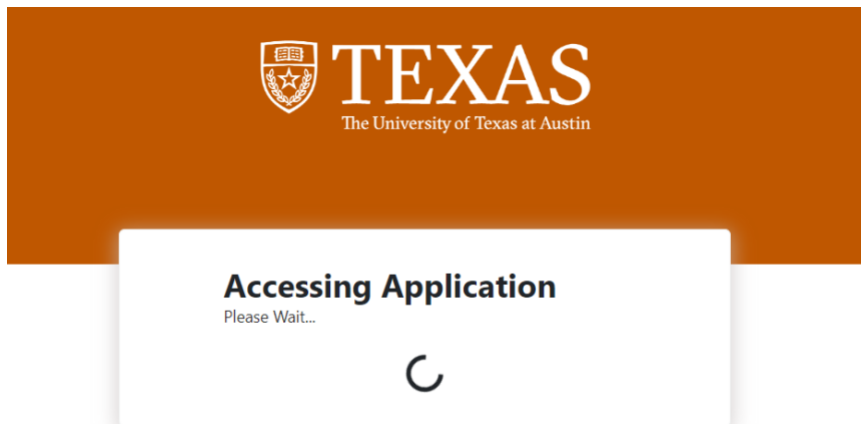 TEXAS
The University of Texas at Austin
Accessing Application
Please Wait...